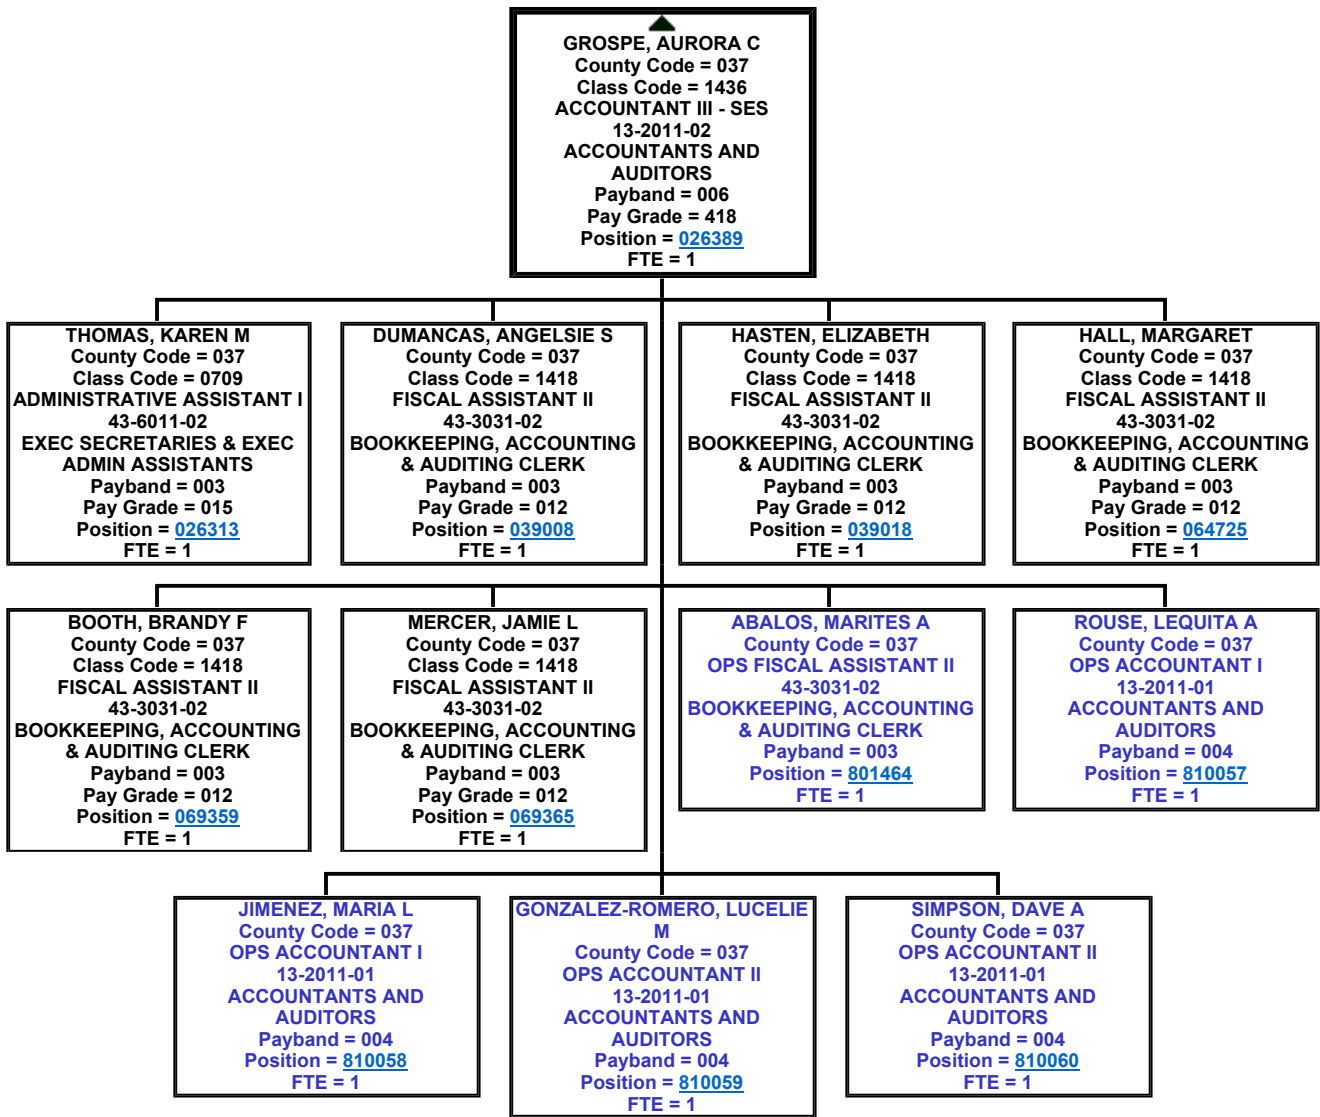 GROSPE, AURORA C
County Code = 037
Class Code = 1436
ACCOUNTANT III - SES
13-2011-02
ACCOUNTANTS AND
AUDITORS
Payband = 006
Pay Grade = 418
Position = 026389
FTE = 1
THOMAS, KAREN M
County Code = 037
Class Code = 0709
ADMINISTRATIVE ASSISTANT I
43-6011-02
EXEC SECRETARIES & EXEC
ADMIN ASSISTANTS
Payband = 003
Pay Grade = 015
Position = 026313
FTE = 1
DUMANCAS, ANGELSIE S
County Code = 037
Class Code = 1418
FISCAL ASSISTANT II
43-3031-02
BOOKKEEPING, ACCOUNTING
& AUDITING CLERK
Payband = 003
Pay Grade = 012
Position = 039008
FTE = 1
HASTEN, ELIZABETH
County Code = 037
Class Code = 1418
FISCAL ASSISTANT II
43-3031-02
BOOKKEEPING, ACCOUNTING
& AUDITING CLERK
Payband = 003
Pay Grade = 012
Position = 039018
FTE = 1
HALL, MARGARET
County Code = 037
Class Code = 1418
FISCAL ASSISTANT II
43-3031-02
BOOKKEEPING, ACCOUNTING
& AUDITING CLERK
Payband = 003
Pay Grade = 012
Position = 064725
FTE = 1
BOOTH, BRANDY F
County Code = 037
Class Code = 1418
FISCAL ASSISTANT II
43-3031-02
BOOKKEEPING, ACCOUNTING
& AUDITING CLERK
Payband = 003
Pay Grade = 012
Position = 069359
FTE = 1
MERCER, JAMIE L
County Code = 037
Class Code = 1418
FISCAL ASSISTANT II
43-3031-02
BOOKKEEPING, ACCOUNTING
& AUDITING CLERK
Payband = 003
Pay Grade = 012
Position = 069365
FTE = 1
ABALOS, MARITES A
County Code = 037
OPS FISCAL ASSISTANT II
43-3031-02
BOOKKEEPING, ACCOUNTING
& AUDITING CLERK
Payband = 003
Position = 801464
FTE = 1
ROUSE, LEQUITA A
County Code = 037
OPS ACCOUNTANT I
13-2011-01
ACCOUNTANTS AND
AUDITORS
Payband = 004
Position = 810057
FTE = 1
JIMENEZ, MARIA L
County Code = 037
OPS ACCOUNTANT I
13-2011-01
ACCOUNTANTS AND
AUDITORS
Payband = 004
Position = 810058
FTE = 1
GONZALEZ-ROMERO, LUCELIE
M
County Code = 037
OPS ACCOUNTANT II
13-2011-01
ACCOUNTANTS AND
AUDITORS
Payband = 004
Position = 810059
FTE = 1
SIMPSON, DAVE A
County Code = 037
OPS ACCOUNTANT II
13-2011-01
ACCOUNTANTS AND
AUDITORS
Payband = 004
Position = 810060
FTE = 1